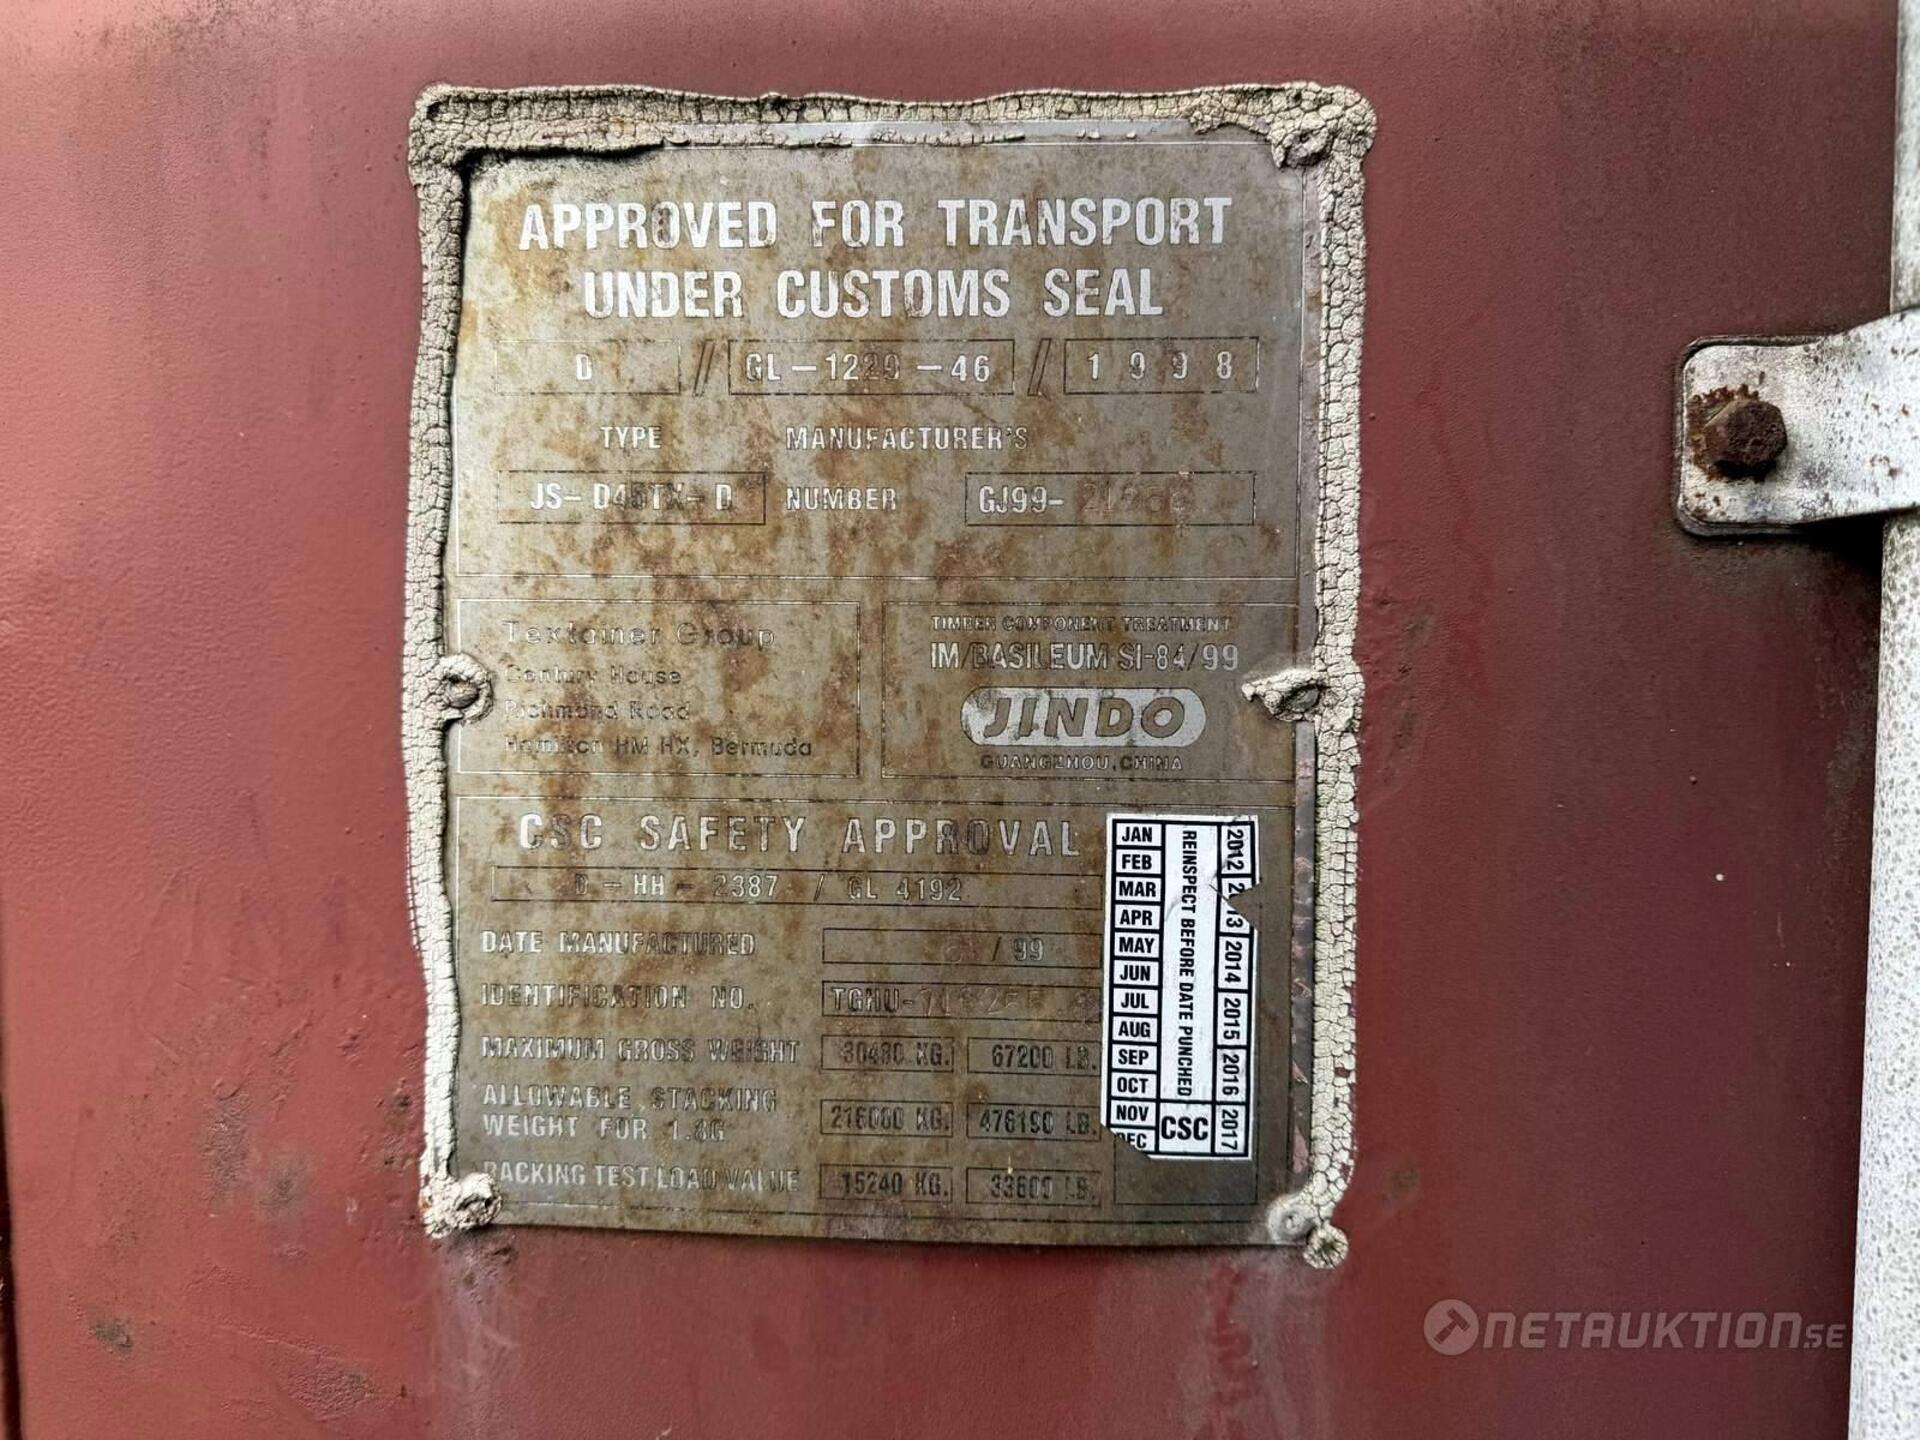 APPROVED FOR TRANSPORT
UNDER CUSTOMS SEAL
D / GL-1229-46 / 1998
TYPE MANUFACTURER'S
JS-D45TX-D NUMBER GJ99-
Textainer Group
Century House
Richmond Road
Hamilton HM HX, Bermuda
TIMBER COMPONENT TREATMENT
IM/BASILEUM SI-84/99
JINDO
GUANGZHOU, CHINA
CSC SAFETY APPROVAL
D-HH-2387 / GL 4192
DATE MANUFACTURED /99
IDENTIFICATION NO. TGHU-
MAXIMUM GROSS WEIGHT 30480 KG. 67200 LB.
ALLOWABLE STACKING
WEIGHT FOR 1.8G 216000 KG. 476190 LB.
RACKING TEST LOAD VALUE 15240 KG. 33600 LB.
JAN
FEB
MAR
APR
MAY
JUN
JUL
AUG
SEP
OCT
NOV
DEC
REINSPECT BEFORE DATE PUNCHED
CSC
2012 2013 2014 2015 2016 2017
NETAUKTION.SE